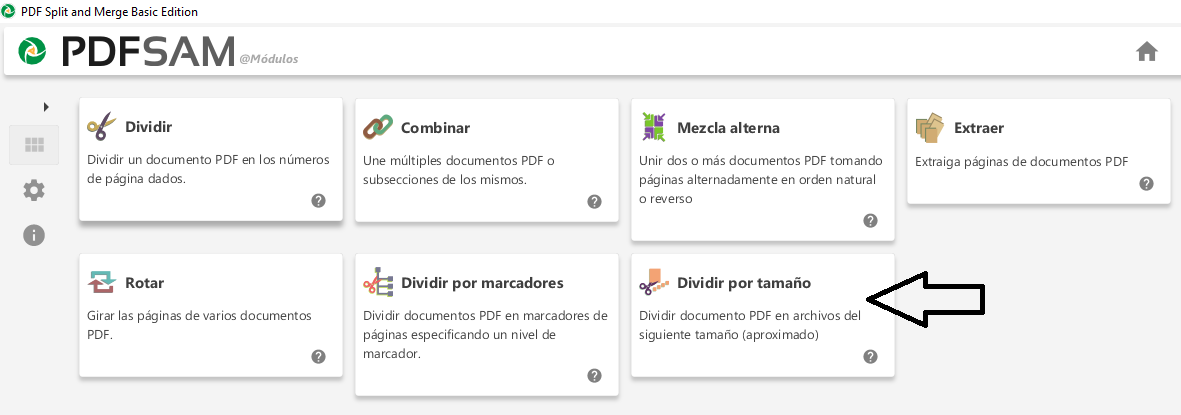 PDF Split and Merge Basic Edition
PDFSAM @Módulos
Dividir
Dividir un documento PDF en los números
de página dados.
Combinar
Une múltiples documentos PDF o
subsecciones de los mismos.
Mezcla alterna
Unir dos o más documentos PDF tomando
páginas alternadamente en orden natural
o reverso
Extraer
Extraiga páginas de documentos PDF
Rotar
Girar las páginas de varios documentos
PDF.
Dividir por marcadores
Dividir documentos PDF en marcadores de
páginas especificando un nivel de
marcador.
Dividir por tamaño
Dividir documento PDF en archivos del
siguiente tamaño (aproximado)